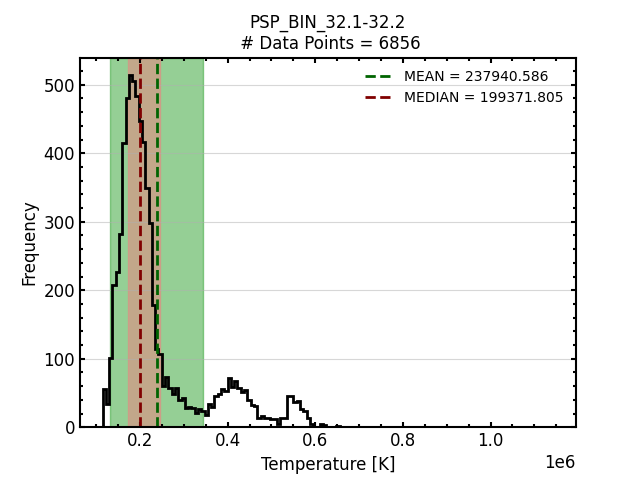 PSP_BIN_32.1-32.2
# Data Points = 6856
MEAN = 237940.586
MEDIAN = 199371.805
Frequency
500
400
300
200
100
0
0.2 0.4 0.6 0.8 1.0
Temperature [K]
1e6